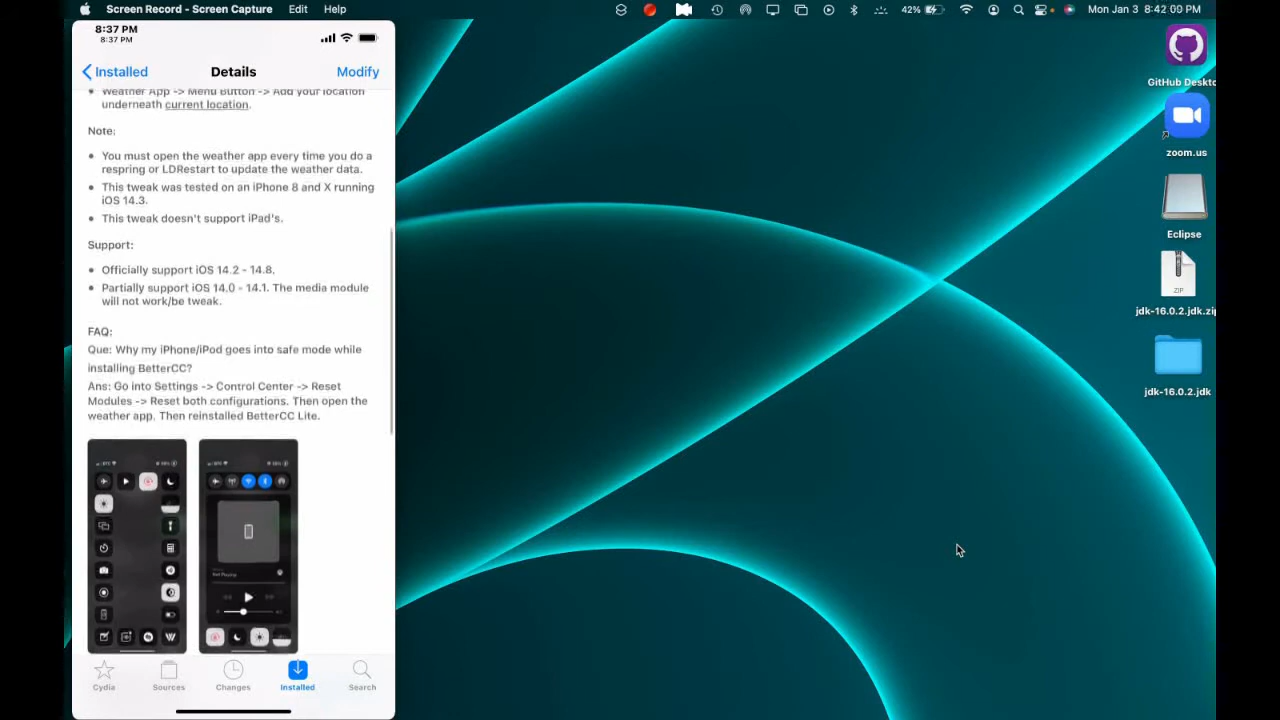 Screen Record - Screen Capture Edit Help 42% Mon Jan 3 8:42:09 PM
8:37 PM
8:37 PM
Installed Details Modify
Weather App -> Menu Button -> Add your location
underneath current location.
Note:
You must open the weather app every time you do a
respring or LDRestart to update the weather data.
This tweak was tested on an iPhone 8 and X running
iOS 14.3.
This tweak doesn't support iPad's.
Support:
Officially support iOS 14.2 - 14.8.
Partially support iOS 14.0 - 14.1. The media module
will not work/be tweak.
FAQ:
Que: Why my iPhone/iPod goes into safe mode while
installing BetterCC?
Ans: Go into Settings -> Control Center -> Reset
Modules -> Reset both configurations. Then open the
weather app. Then reinstalled BetterCC Lite.
Cydia Sources Changes Installed Search
GitHub Deskto
zoom.us
Eclipse
ZIP
jdk-16.0.2.jdk.zip
jdk-16.0.2.jdk